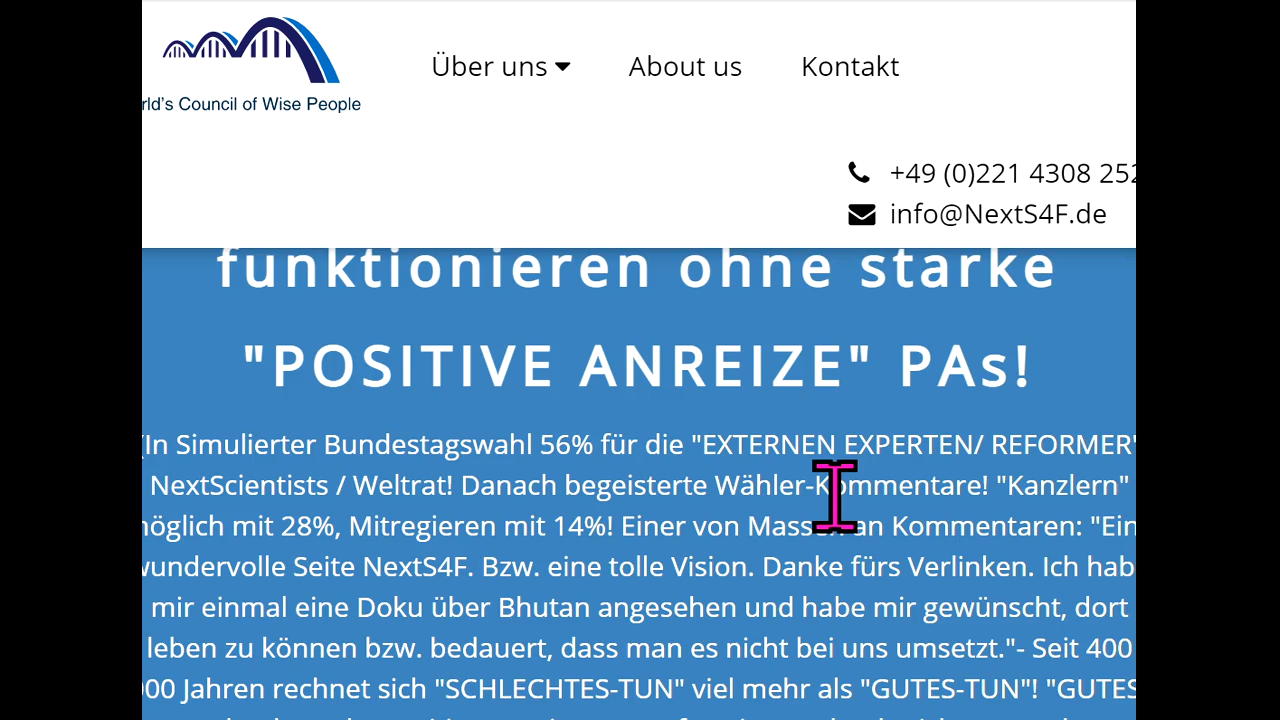 World's Council of Wise People
Über uns About us Kontakt
+49 (0)221 4308 252
info@NextS4F.de
funktionieren ohne starke
"POSITIVE ANREIZE" PAs!
(In Simulierter Bundestagswahl 56% für die "EXTERNEN EXPERTEN/ REFORMER"
NextScientists / Weltrat! Danach begeisterte Wähler-Kommentare! "Kanzlern"
möglich mit 28%, Mitregieren mit 14%! Einer von Massen an Kommentaren: "Ein
wundervolle Seite NextS4F. Bzw. eine tolle Vision. Danke fürs Verlinken. Ich hab
mir einmal eine Doku über Bhutan angesehen und habe mir gewünscht, dort
leben zu können bzw. bedauert, dass man es nicht bei uns umsetzt."- Seit 400
000 Jahren rechnet sich "SCHLECHTES-TUN" viel mehr als "GUTES-TUN"! "GUTES